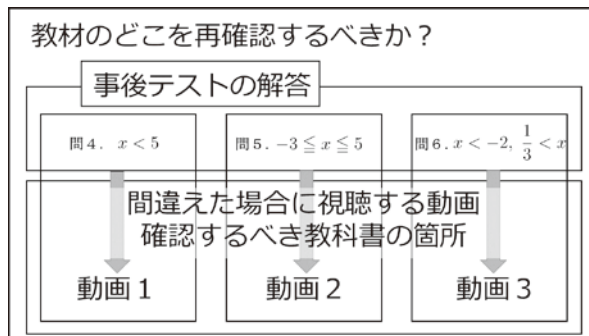 教材のどこを再確認するべきか？
事後テストの解答
問４． x < 5
問５． −3 ≦ x ≦ 5
問６． x < −2, 1/3 < x
間違えた場合に視聴する動画
確認するべき教科書の箇所
動画１
動画２
動画３